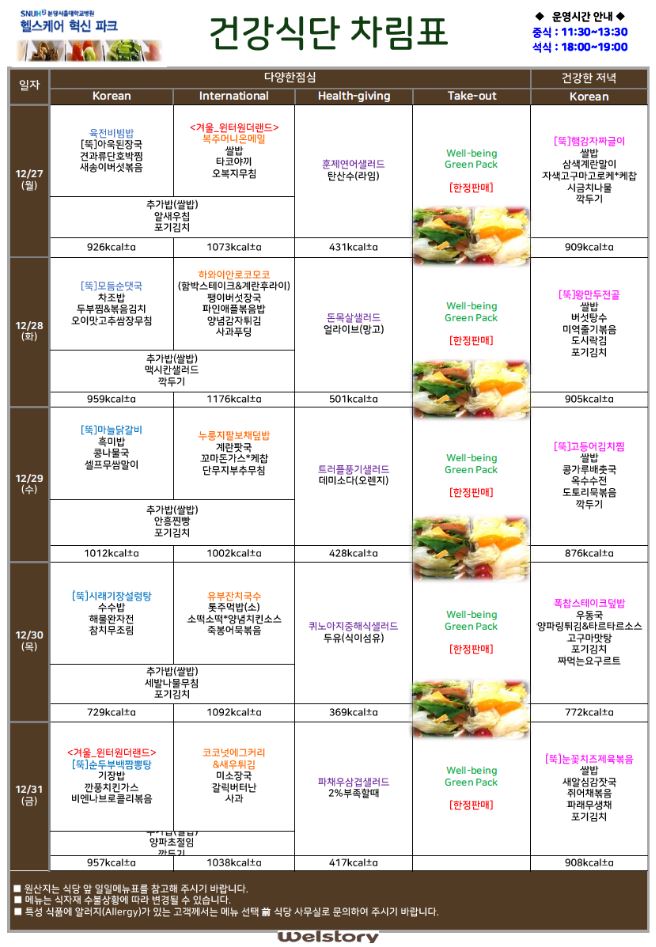 SNUH 분당서울대학교병원
헬스케어 혁신 파크
건강식단 차림표
◆ 운영시간 안내 ◆
중식 : 11:30~13:30
석식 : 18:00~19:00
일자
다양한점심
건강한 저녁
Korean
International
Health-giving
Take-out
Korean
12/27
(월)
육전비빔밥
[뚝]아욱된장국
견과류단호박찜
새송이버섯볶음
<겨울_윈터원더랜드>
복주머니온메밀
쌀밥
타코야끼
오복지무침
추가밥(쌀밥)
알새우칩
포기김치
훈제연어샐러드
탄산수(라임)
Well-being
Green Pack
[한정판매]
[뚝]햄감자짜글이
쌀밥
삼색계란말이
자색고구마고로케*케찹
시금치나물
깍두기
926kcal±α
1073kcal±α
431kcal±α
909kcal±α
12/28
(화)
[뚝]모듬순댓국
차조밥
두부찜&볶음김치
오이맛고추쌈장무침
하와이안로코모코
(함박스테이크&계란후라이)
팽이버섯장국
파인애플볶음밥
양념감자튀김
사과푸딩
추가밥(쌀밥)
맥시칸샐러드
깍두기
돈목살샐러드
얼라이브(망고)
Well-being
Green Pack
[한정판매]
[뚝]왕만두전골
쌀밥
버섯탕수
미역줄기볶음
도시락김
포기김치
959kcal±α
1176kcal±α
501kcal±α
905kcal±α
12/29
(수)
[뚝]마늘닭갈비
흑미밥
콩나물국
셀프무쌈말이
누룽지팔보채덮밥
계란팟국
꼬마돈가스*케찹
단무지부추무침
추가밥(쌀밥)
안흥찐빵
포기김치
트러플풍기샐러드
데미소다(오렌지)
Well-being
Green Pack
[한정판매]
[뚝]고등어김치찜
쌀밥
콩가루배춧국
옥수수전
도토리묵볶음
깍두기
1012kcal±α
1002kcal±α
428kcal±α
876kcal±α
12/30
(목)
[뚝]시래기장설렁탕
수수밥
해물완자전
참치무조림
유부잔치국수
톳주먹밥(소)
소떡소떡*양념치킨소스
죽봉어묵볶음
추가밥(쌀밥)
세발나물무침
포기김치
퀴노아지중해식샐러드
두유(식이섬유)
Well-being
Green Pack
[한정판매]
폭찹스테이크덮밥
우동국
양파링튀김&타르타르소스
고구마맛탕
포기김치
짜먹는요구르트
729kcal±α
1092kcal±α
369kcal±α
772kcal±α
12/31
(금)
<겨울_윈터원더랜드>
[뚝]순두부백짬뽕탕
기장밥
깐풍치킨가스
비엔나브로콜리볶음
코코넛에그커리
&새우튀김
미소장국
갈릭버터난
사과
추가밥(쌀밥)
양파초절임
깍두기
파채우삼겹샐러드
2%부족할때
Well-being
Green Pack
[한정판매]
[뚝]눈꽃치즈제육볶음
쌀밥
새알심감잣국
쥐어채볶음
파래무생채
포기김치
957kcal±α
1038kcal±α
417kcal±α
908kcal±α
■ 원산지는 식당 앞 일일메뉴표를 참고해 주시기 바랍니다.
■ 메뉴는 식자재 수불상황에 따라 변경될 수 있습니다.
■ 특성 식품에 알러지(Allergy)가 있는 고객께서는 메뉴 선택 前 식당 사무실로 문의하여 주시기 바랍니다.
Welstory